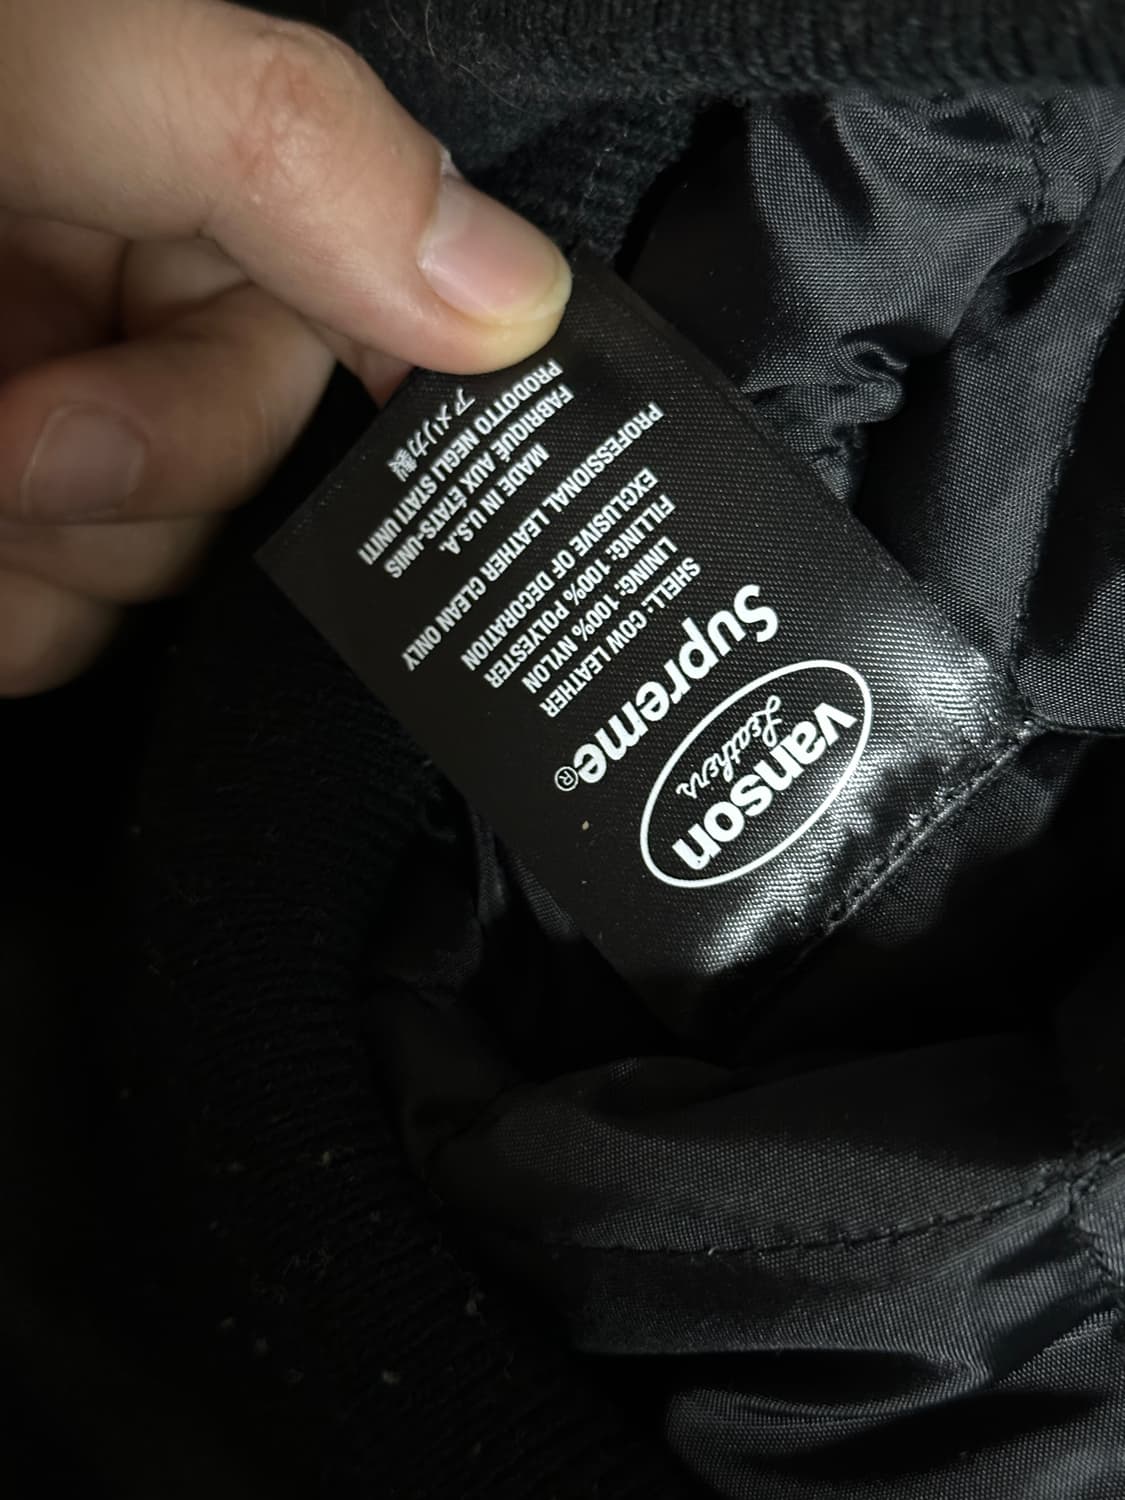 vanson
Leathers
Supreme®
SHELL: COW LEATHER
LINING: 100% NYLON
FILLING: 100% POLYESTER
EXCLUSIVE OF DECORATION
PROFESSIONAL LEATHER CLEAN ONLY
MADE IN U.S.A.
FABRIQUÉ AUX ÉTATS-UNIS
PRODOTTO NEGLI STATI UNITI
アメリカ製